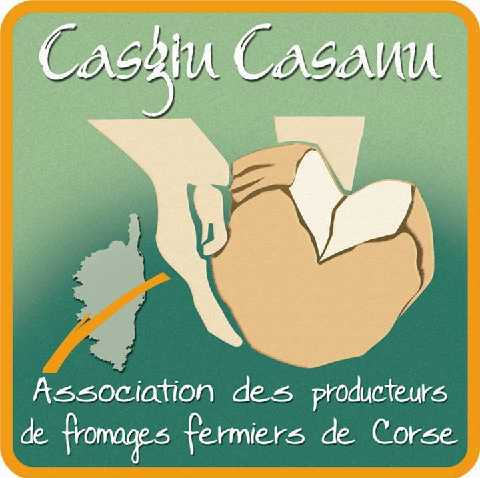 Casgiu Casanu
Association des producteurs
de fromages fermiers de Corse